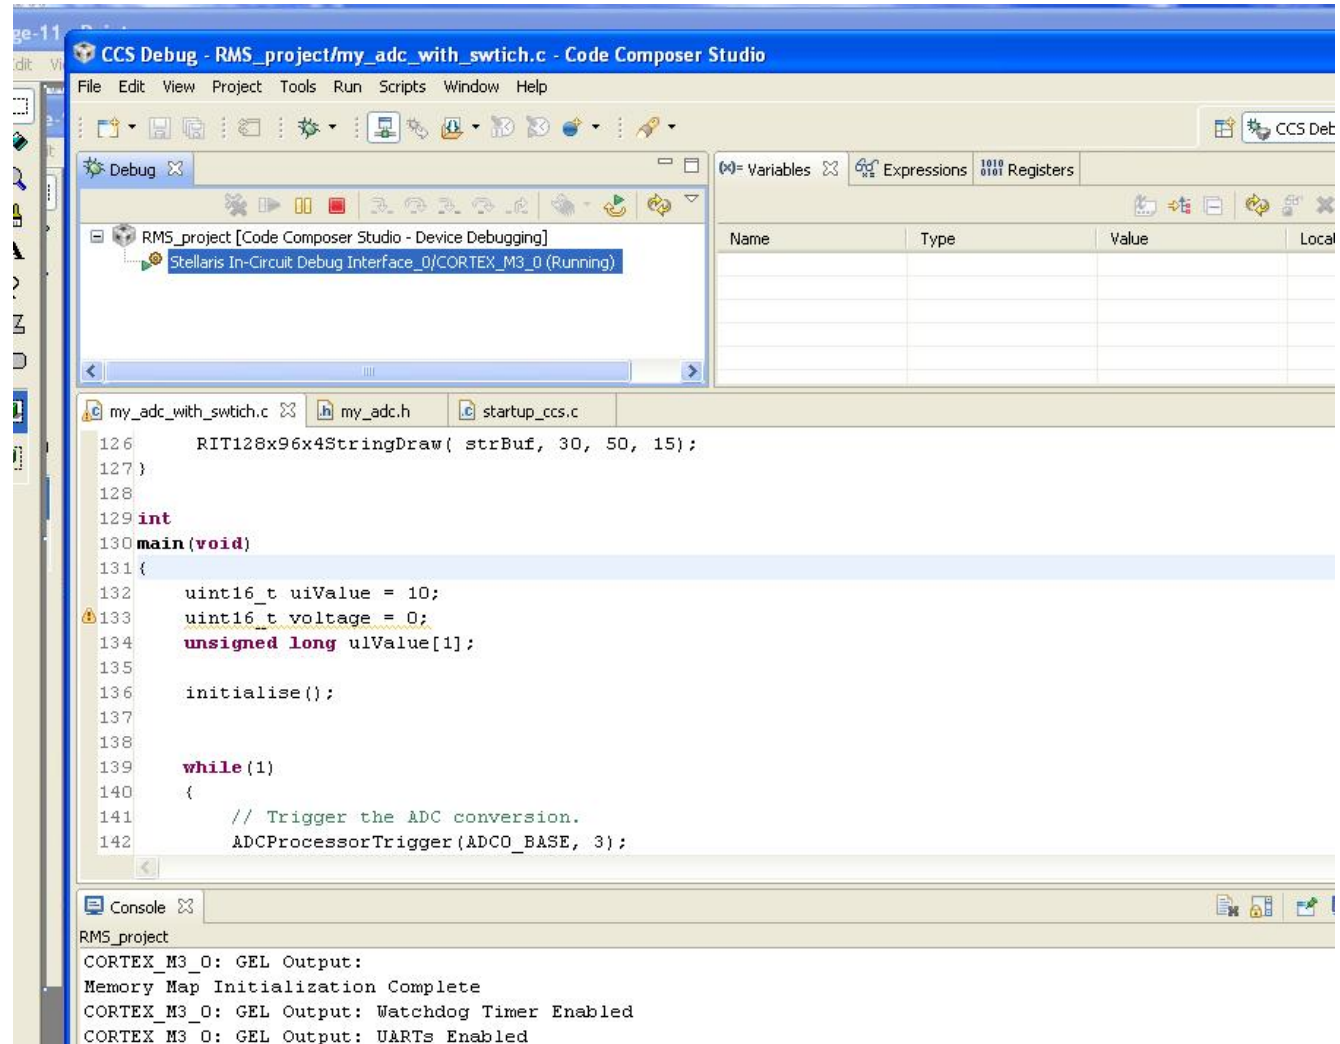 CCS Debug - RMS_project/my_adc_with_swtich.c - Code Composer Studio
File Edit View Project Tools Run Scripts Window Help
CCS Deb
Debug
(x)= Variables Expressions Registers
RMS_project [Code Composer Studio - Device Debugging]
Stellaris In-Circuit Debug Interface_0/CORTEX_M3_0 (Running)
Name Type Value Locat
my_adc_with_swtich.c my_adc.h startup_ccs.c
126 RIT128x96x4StringDraw( strBuf, 30, 50, 15);
127 }
128
129 int
130 main(void)
131 {
132 uint16_t uiValue = 10;
133 uint16_t voltage = 0;
134 unsigned long ulValue[1];
135
136 initialise();
137
138
139 while(1)
140 {
141 // Trigger the ADC conversion.
142 ADCProcessorTrigger(ADC0_BASE, 3);
Console
RMS_project
CORTEX_M3_0: GEL Output:
Memory Map Initialization Complete
CORTEX_M3_0: GEL Output: Watchdog Timer Enabled
CORTEX_M3_0: GEL Output: UARTs Enabled